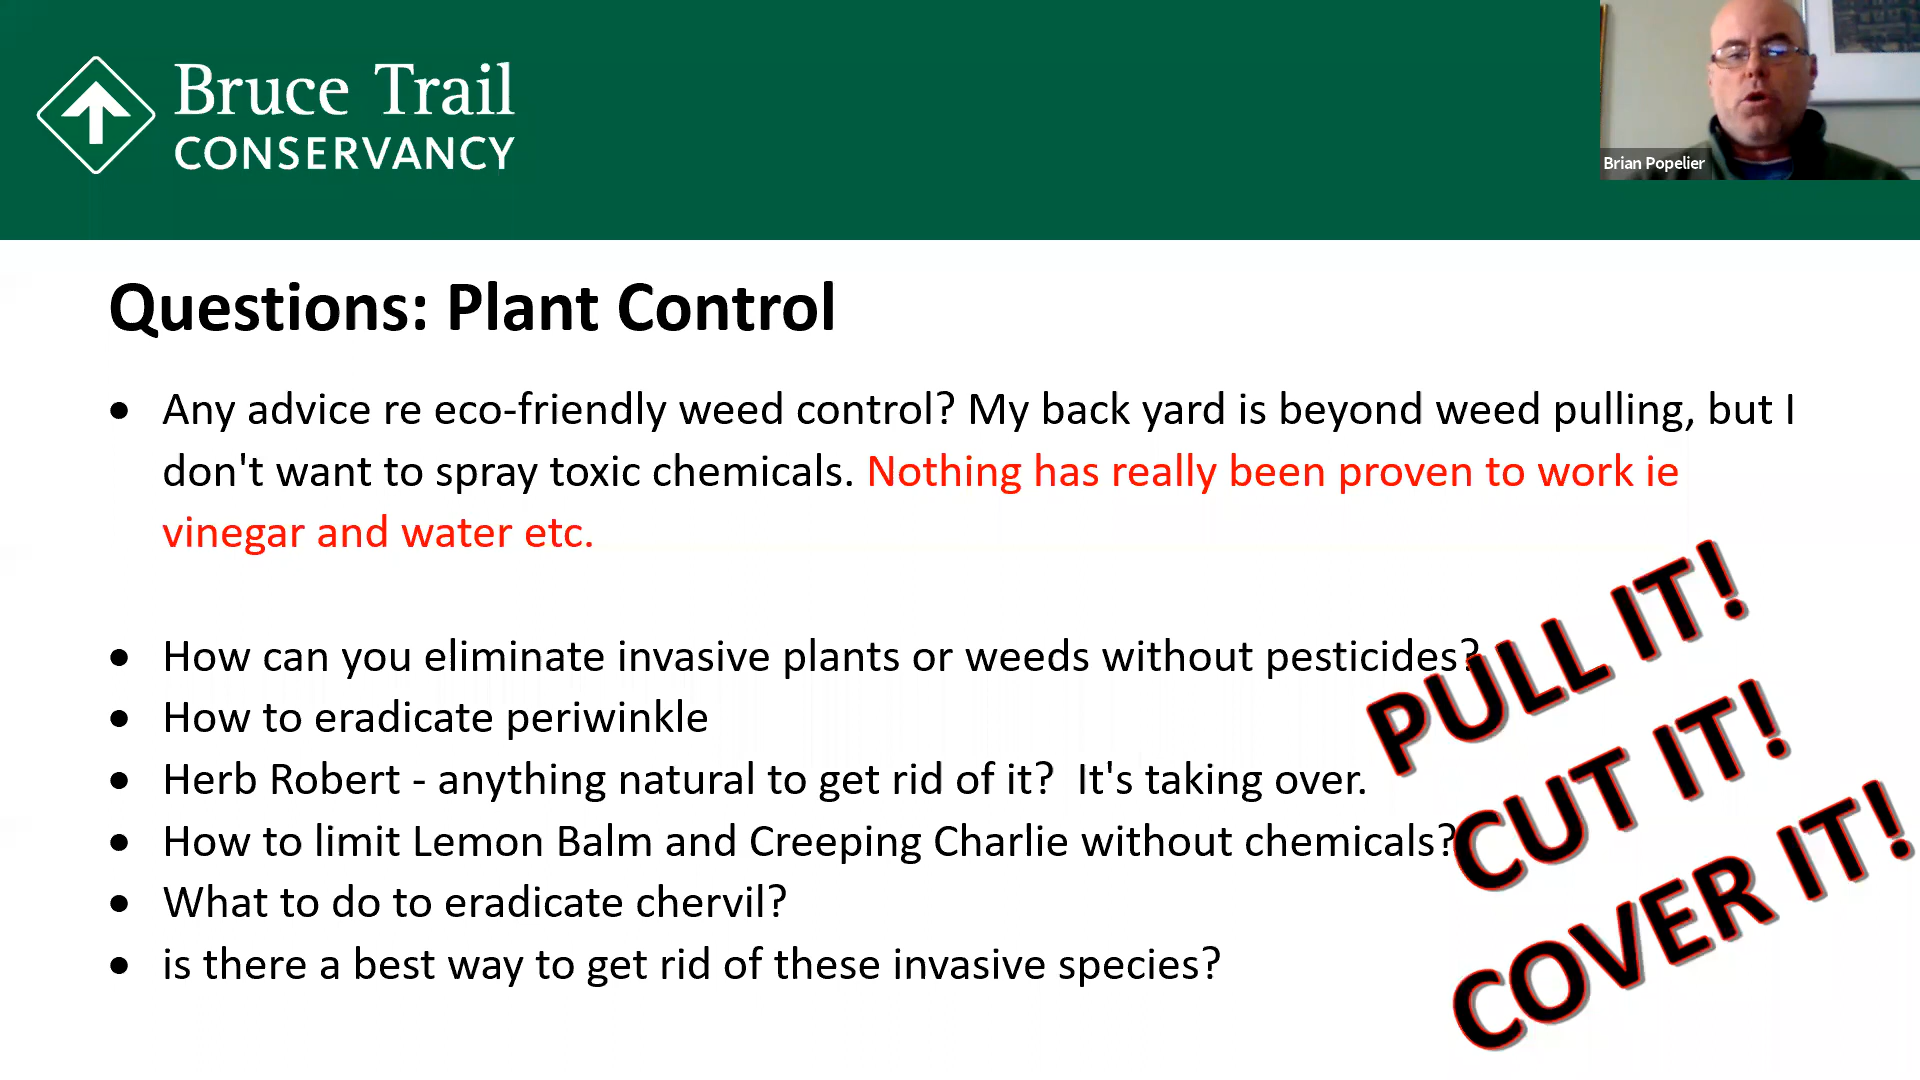 Bruce Trail
CONSERVANCY
Brian Popelier
Questions: Plant Control
• Any advice re eco-friendly weed control? My back yard is beyond weed pulling, but I
don't want to spray toxic chemicals. Nothing has really been proven to work ie
vinegar and water etc.
• How can you eliminate invasive plants or weeds without pesticides?
• How to eradicate periwinkle
• Herb Robert - anything natural to get rid of it?  It's taking over.
• How to limit Lemon Balm and Creeping Charlie without chemicals?
• What to do to eradicate chervil?
• is there a best way to get rid of these invasive species?
PULL IT!
CUT IT!
COVER IT!